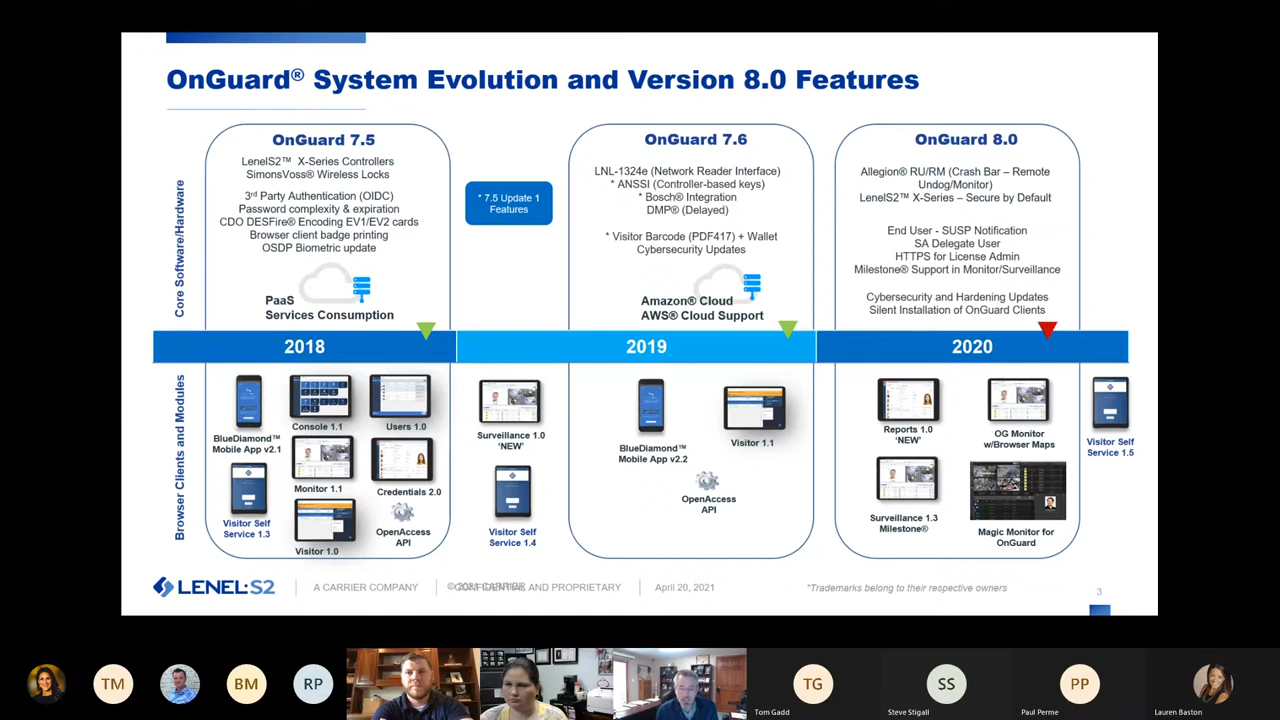 OnGuard® System Evolution and Version 8.0 Features
Core Software/Hardware
OnGuard 7.5
LenelS2™ X-Series Controllers
SimonsVoss® Wireless Locks
3rd Party Authentication (OIDC)
Password complexity & expiration
CDO DESFire® Encoding EV1/EV2 cards
Browser client badge printing
OSDP Biometric update
PaaS
Services Consumption
* 7.5 Update 1
Features
OnGuard 7.6
LNL-1324e (Network Reader Interface)
* ANSSI (Controller-based keys)
* Bosch® Integration
DMP® (Delayed)
* Visitor Barcode (PDF417) + Wallet
Cybersecurity Updates
Amazon® Cloud
AWS® Cloud Support
OnGuard 8.0
Allegion® RU/RM (Crash Bar – Remote
Undog/Monitor)
LenelS2™ X-Series – Secure by Default
End User - SUSP Notification
SA Delegate User
HTTPS for License Admin
Milestone® Support in Monitor/Surveillance
Cybersecurity and Hardening Updates
Silent Installation of OnGuard Clients
2018
2019
2020
Browser Clients and Modules
BlueDiamond™
Mobile App v2.1
Console 1.1
Users 1.0
Monitor 1.1
Credentials 2.0
Visitor Self
Service 1.3
Visitor 1.0
OpenAccess
API
Surveillance 1.0
‘NEW’
Visitor Self
Service 1.4
BlueDiamond™
Mobile App v2.2
Visitor 1.1
OpenAccess
API
Reports 1.0
‘NEW’
OG Monitor
w/Browser Maps
Surveillance 1.3
Milestone®
Magic Monitor for
OnGuard
Visitor Self
Service 1.5
LENELS2
A CARRIER COMPANY
©2021 CARRIER
CONFIDENTIAL AND PROPRIETARY
April 20, 2021
*Trademarks belong to their respective owners
3
TM
BM
RP
TG
Tom Gadd
SS
Steve Stigall
PP
Paul Perme
Lauren Baston